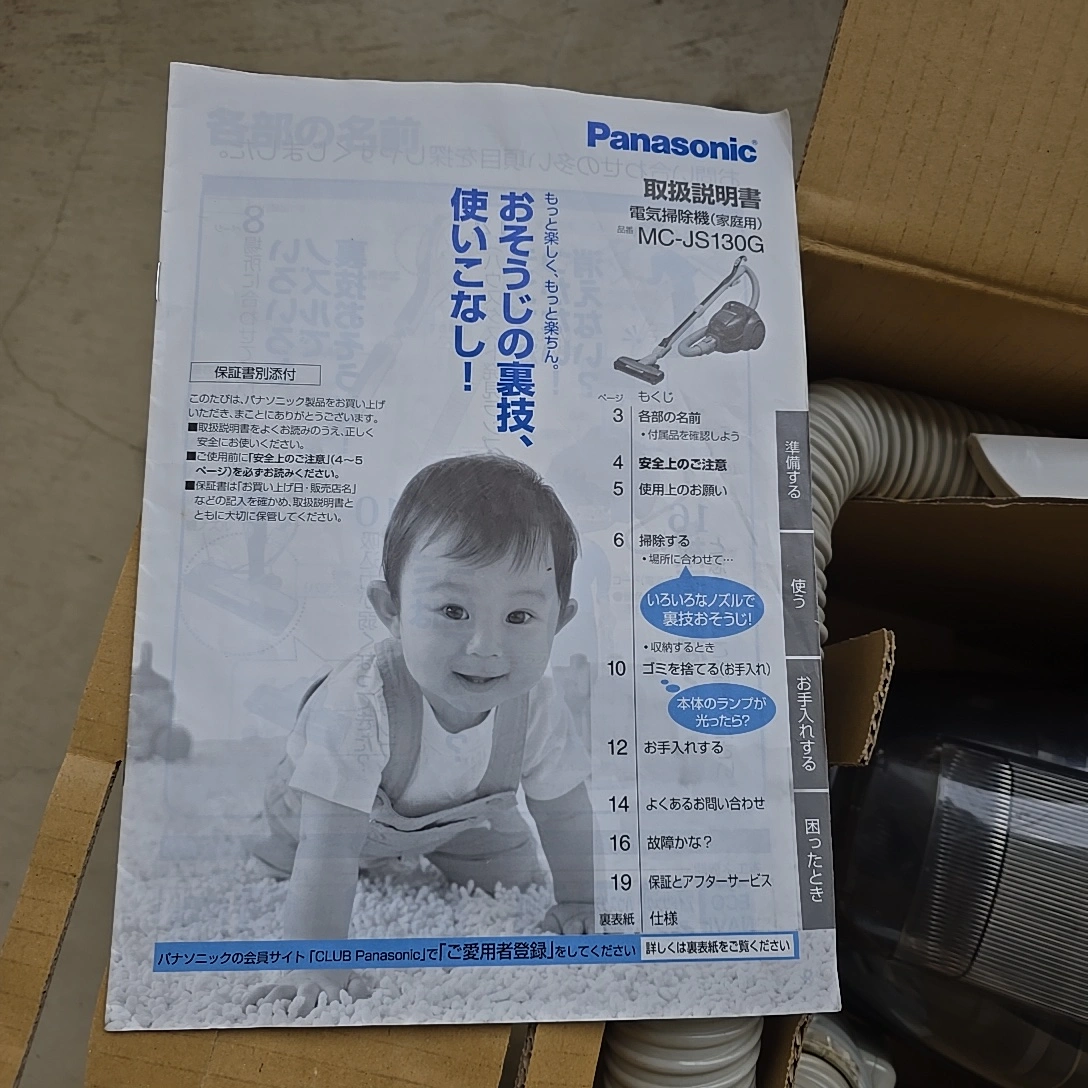 Panasonic
取扱説明書
電気掃除機(家庭用)
品番 MC-JS130G
もっと楽しく、もっと楽ちん。
おそうじの裏技、
使いこなし!
保証書別添付
このたびは、パナソニック製品をお買い上げ
いただき、まことにありがとうございます。
■取扱説明書をよくお読みのうえ、正しく
安全にお使いください。
■ご使用前に「安全上のご注意」(4～5
ページ)を必ずお読みください。
■保証書は「お買い上げ日・販売店名」
などの記入を確かめ、取扱説明書と
ともに大切に保管してください。
ページ もくじ
3 各部の名前
・付属品を確認しよう
4 安全上のご注意
5 使用上のお願い
6 掃除する
・場所に合わせて…
いろいろなノズルで
裏技おそうじ!
・収納するとき
10 ゴミを捨てる(お手入れ)
本体のランプが
光ったら?
12 お手入れする
14 よくあるお問い合わせ
16 故障かな?
19 保証とアフターサービス
裏表紙 仕様
準備する
使う
お手入れする
困ったとき
パナソニックの会員サイト「CLUB Panasonic」で「ご愛用者登録」をしてください 詳しくは裏表紙をご覧ください